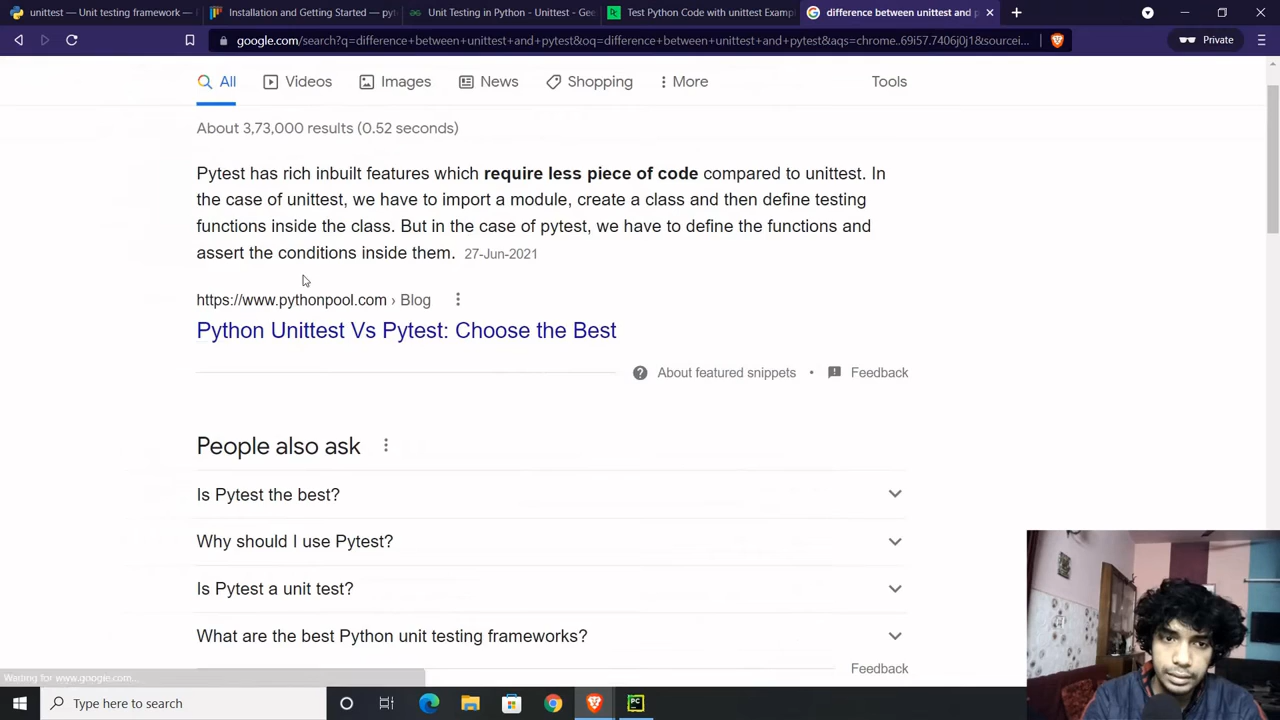 unittest — Unit testing framework —
Installation and Getting Started — pyt
Unit Testing in Python - Unittest - Gee
Test Python Code with unittest Examp
difference between unittest and p
google.com/search?q=difference+between+unittest+and+pytest&oq=difference+between+unittest+and+pytest&aqs=chrome..69i57.7406j0j1&sourcei...
Private
All
Videos
Images
News
Shopping
More
Tools
About 3,73,000 results (0.52 seconds)
Pytest has rich inbuilt features which require less piece of code compared to unittest. In
the case of unittest, we have to import a module, create a class and then define testing
functions inside the class. But in the case of pytest, we have to define the functions and
assert the conditions inside them. 27-Jun-2021
https://www.pythonpool.com › Blog
Python Unittest Vs Pytest: Choose the Best
About featured snippets
Feedback
People also ask
Is Pytest the best?
Why should I use Pytest?
Is Pytest a unit test?
What are the best Python unit testing frameworks?
Feedback
Waiting for www.google.com...
Type here to search